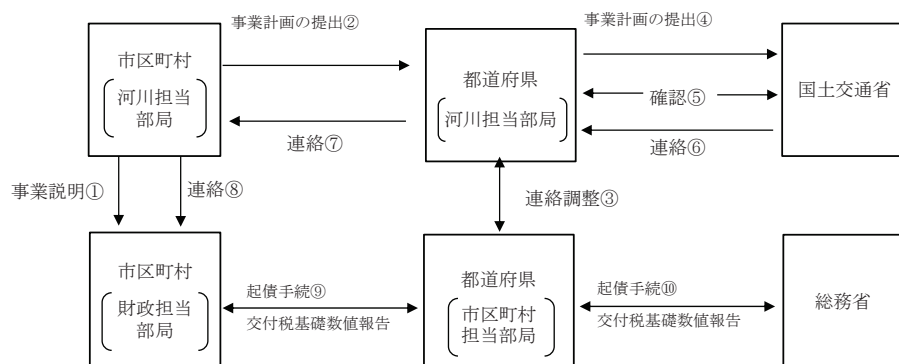 事業計画の提出②
事業計画の提出④
市区町村
河川担当
部局
都道府県
河川担当部局
国土交通省
確認⑤
連絡⑦
連絡⑥
事業説明①
連絡⑧
連絡調整③
市区町村
財政担当
部局
起債手続⑨
交付税基礎数値報告
都道府県
市区町村
担当部局
起債手続⑩
交付税基礎数値報告
総務省